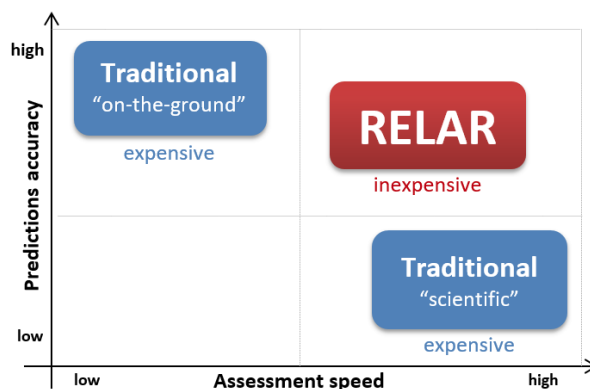 high
Traditional
“on-the-ground”
expensive
RELAR
inexpensive
Predictions accuracy
Traditional
“scientific”
expensive
low
low
Assessment speed
high